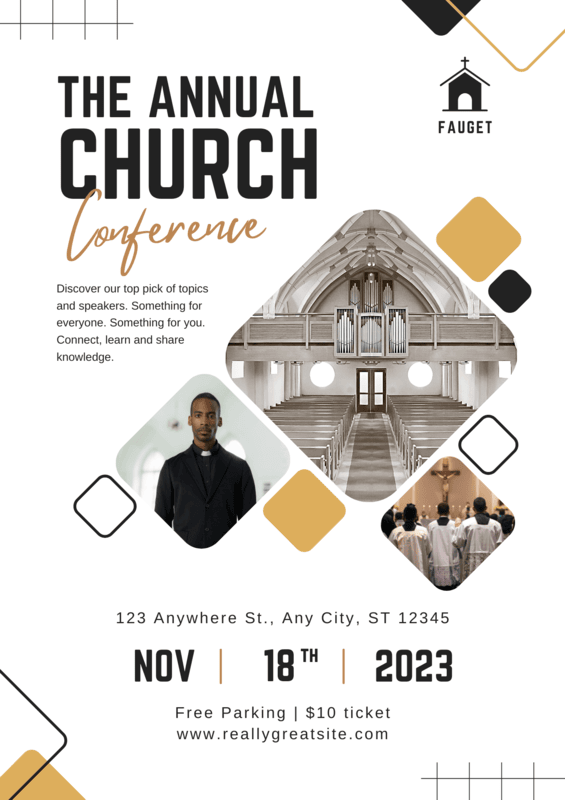 THE ANNUAL
CHURCH
Conference
FAUGET
Discover our top pick of topics
and speakers. Something for
everyone. Something for you.
Connect, learn and share
knowledge.
123 Anywhere St., Any City, ST 12345
NOV | 18TH | 2023
Free Parking | $10 ticket
www.reallygreatsite.com